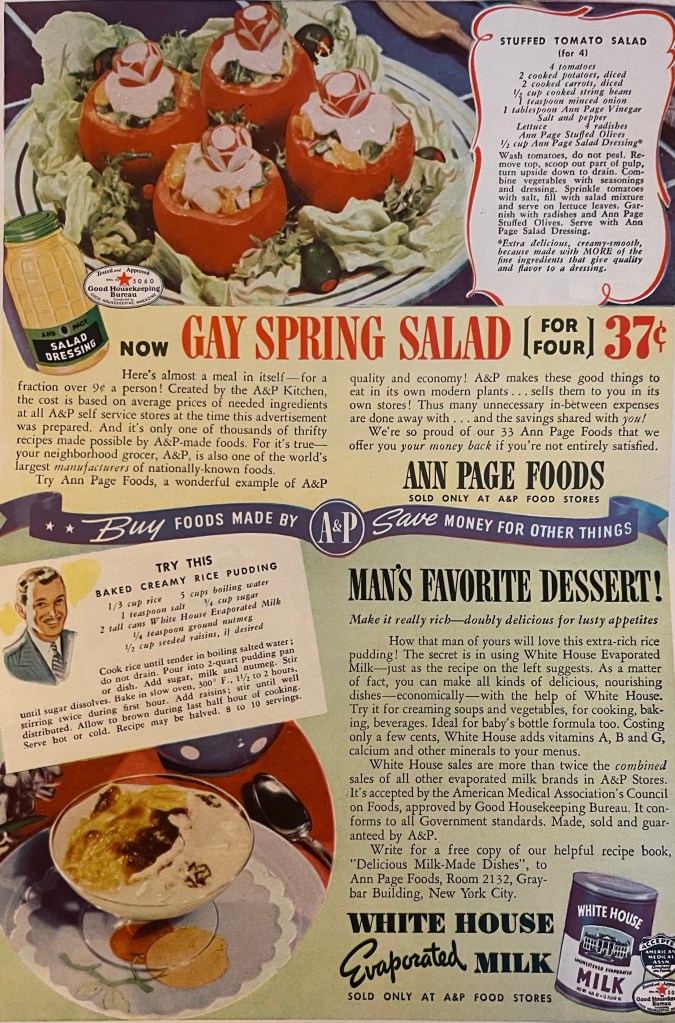 STUFFED TOMATO SALAD
(for 4)
4 tomatoes
2 cooked potatoes, diced
2 cooked carrots, diced
½ cup cooked string beans
1 teaspoon minced onion
1 tablespoon Ann Page Vinegar
Salt and pepper
Lettuce 4 radishes
Ann Page Stuffed Olives
½ cup Ann Page Salad Dressing*
Wash tomatoes, do not peel. Re-
move top, scoop out part of pulp,
turn upside down to drain. Com-
bine vegetables with seasonings
and dressing. Sprinkle tomatoes
with salt, fill with salad mixture
and serve on lettuce leaves. Gar-
nish with radishes and Ann Page
Stuffed Olives. Serve with Ann
Page Salad Dressing.
*Extra delicious, creamy-smooth,
because made with MORE of the
fine ingredients that give quality
and flavor to a dressing.
Tested and Approved
5060
Good Housekeeping
Bureau
GOOD HOUSEKEEPING MAGAZINE
ANN PAGE
SALAD
DRESSING
NOW GAY SPRING SALAD [FOR FOUR] 37¢
Here's almost a meal in itself—for a
fraction over 9¢ a person! Created by the A&P Kitchen,
the cost is based on average prices of needed ingredients
at all A&P self service stores at the time this advertisement
was prepared. And it's only one of thousands of thrifty
recipes made possible by A&P-made foods. For it's true—
your neighborhood grocer, A&P, is also one of the world's
largest manufacturers of nationally-known foods.
Try Ann Page Foods, a wonderful example of A&P
quality and economy! A&P makes these good things to
eat in its own modern plants . . . sells them to you in its
own stores! Thus many unnecessary in-between expenses
are done away with . . . and the savings shared with you!
We're so proud of our 33 Ann Page Foods that we
offer you your money back if you're not entirely satisfied.
ANN PAGE FOODS
SOLD ONLY AT A&P FOOD STORES
Buy FOODS MADE BY A&P Save MONEY FOR OTHER THINGS
TRY THIS
BAKED CREAMY RICE PUDDING
1/3 cup rice 5 cups boiling water
1 teaspoon salt ¾ cup sugar
2 tall cans White House Evaporated Milk
¼ teaspoon ground nutmeg
½ cup seeded raisins, if desired
Cook rice until tender in boiling salted water;
do not drain. Pour into 2-quart pudding pan
or dish. Add sugar, milk and nutmeg. Stir
until sugar dissolves. Bake in slow oven, 300° F., 1½ to 2 hours,
stirring twice during first hour. Add raisins; stir until well
distributed. Allow to brown during last half hour of cooking.
Serve hot or cold. Recipe may be halved. 8 to 10 servings.
MAN'S FAVORITE DESSERT!
Make it really rich—doubly delicious for lusty appetites
How that man of yours will love this extra-rich rice
pudding! The secret is in using White House Evaporated
Milk—just as the recipe on the left suggests. As a matter
of fact, you can make all kinds of delicious, nourishing
dishes—economically—with the help of White House.
Try it for creaming soups and vegetables, for cooking, bak-
ing, beverages. Ideal for baby's bottle formula too. Costing
only a few cents, White House adds vitamins A, B and G,
calcium and other minerals to your menus.
White House sales are more than twice the combined
sales of all other evaporated milk brands in A&P Stores.
It's accepted by the American Medical Association's Council
on Foods, approved by Good Housekeeping Bureau. It con-
forms to all Government standards. Made, sold and guar-
anteed by A&P.
Write for a free copy of our helpful recipe book,
"Delicious Milk-Made Dishes", to
Ann Page Foods, Room 2132, Gray-
bar Building, New York City.
WHITE HOUSE
Evaporated MILK
SOLD ONLY AT A&P FOOD STORES
WHITE HOUSE
UNSWEETENED EVAPORATED
MILK
ACCEPTED
AMERICAN
MEDICAL
ASSN.
Good Housekeeping
Bureau